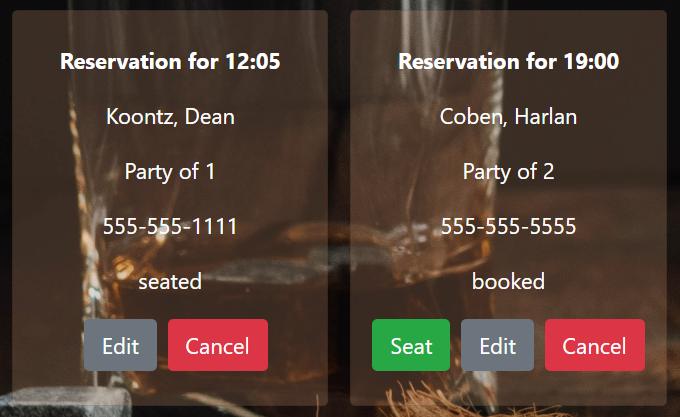 Reservation for 12:05
Koontz, Dean
Party of 1
555-555-1111
seated
Edit
Cancel
Reservation for 19:00
Coben, Harlan
Party of 2
555-555-5555
booked
Seat
Edit
Cancel